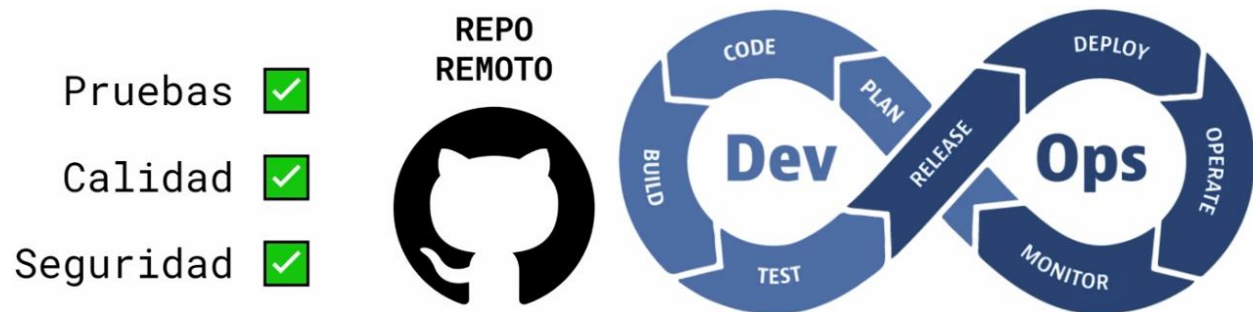 Pruebas
Calidad
Seguridad
REPO
REMOTO
CODE
PLAN
BUILD
TEST
Dev
RELEASE
Ops
DEPLOY
OPERATE
MONITOR